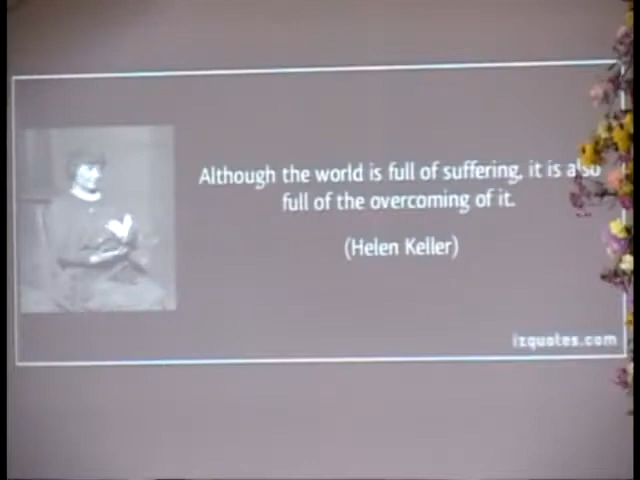 Although the world is full of suffering, it is also
full of the overcoming of it.
(Helen Keller)
izquotes.com